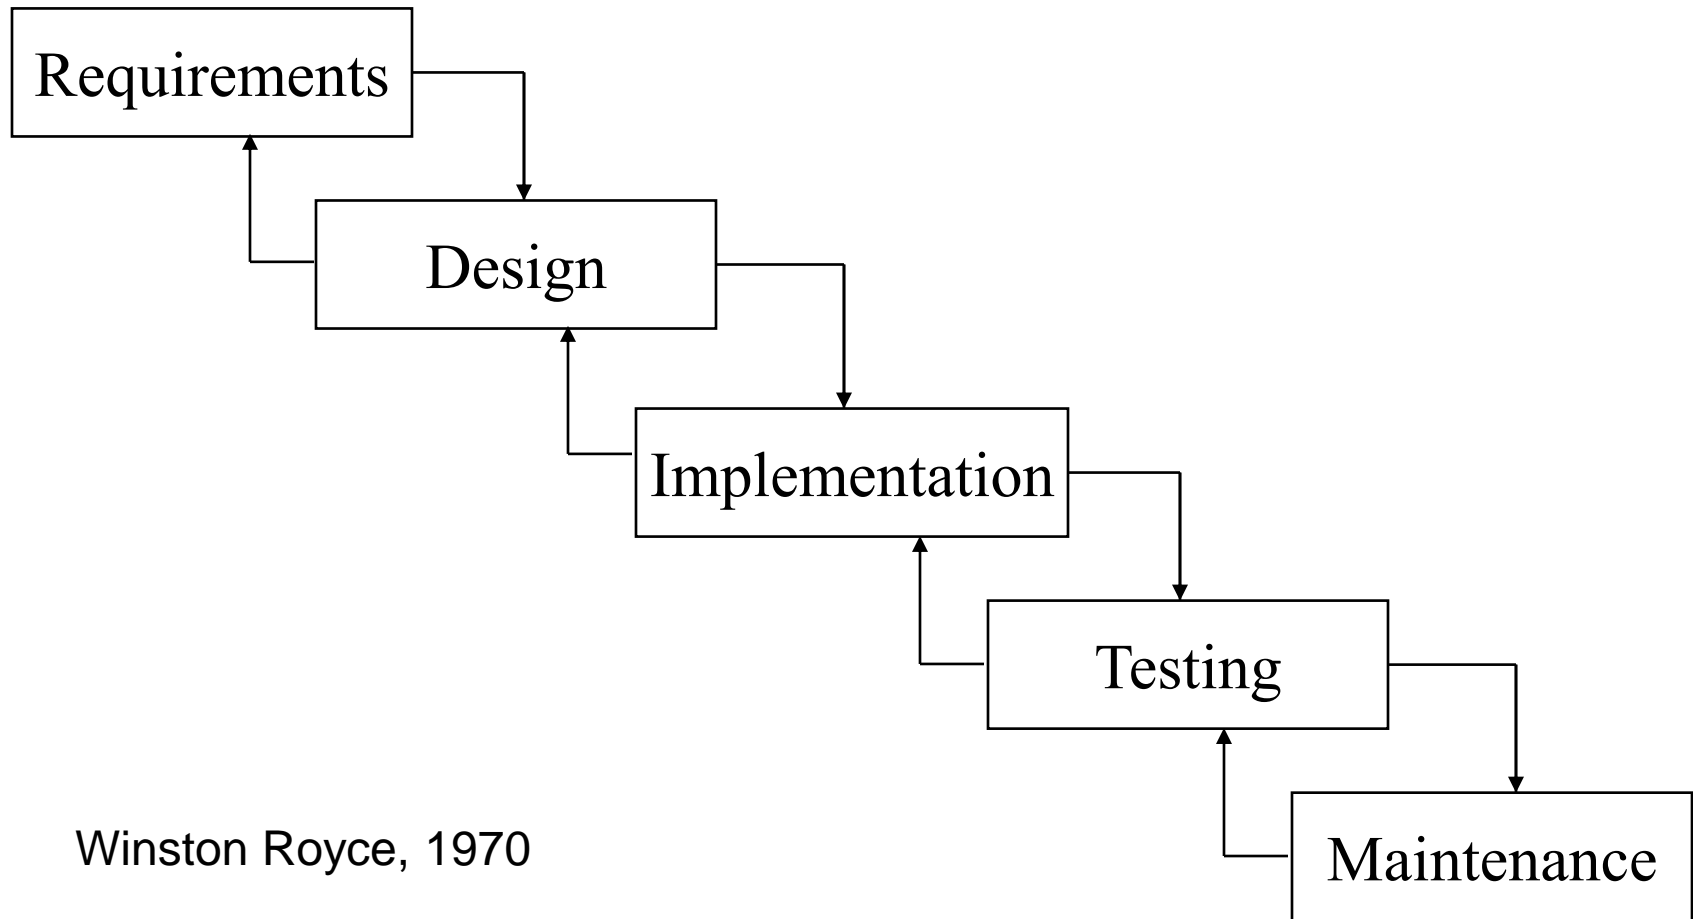 Requirements
Design
Implementation
Testing
Maintenance
Winston Royce, 1970